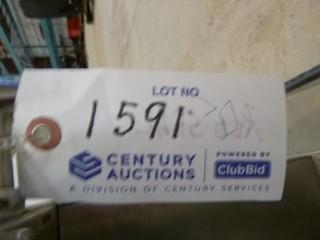 LOT NO
1591
CENTURY AUCTIONS
POWERED BY
ClubBid
A DIVISION OF CENTURY SERVICES